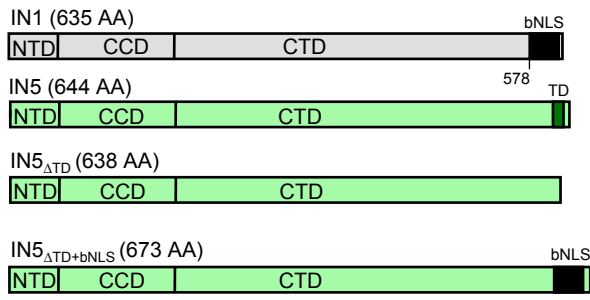 IN1 (635 AA)
bNLS
NTD CCD CTD
578
IN5 (644 AA)
TD
NTD CCD CTD
IN5ΔTD (638 AA)
NTD CCD CTD
IN5ΔTD+bNLS (673 AA)
bNLS
NTD CCD CTD